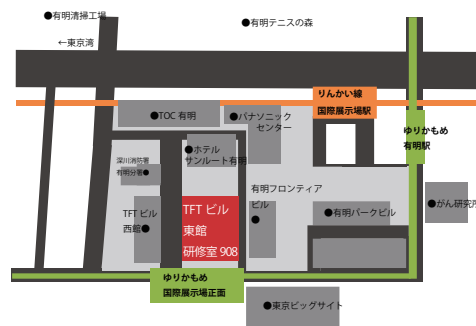 ●有明清掃工場
●有明テニスの森
←東京湾
りんかい線
国際展示場駅
●TOC 有明
●パナソニック
センター
ゆりかもめ
有明駅
●ホテル
サンルート有明
深川消防署
有明分署●
有明フロンティア
ビル
●
●がん研究所
TFT ビル
西館●
TFT ビル
東館
研修室 908
●有明パークビル
ゆりかもめ
国際展示場正面
●東京ビッグサイト